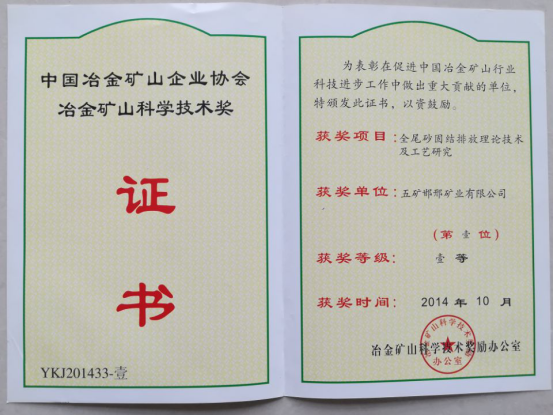 中国冶金矿山企业协会
冶金矿山科学技术奖
证
书
YKJ201433-壹
为表彰在促进中国冶金矿山行业
科技进步工作中做出重大贡献的单位，
特颁发此证书，以资鼓励。
获奖项目：全尾砂固结排放理论技术
及工艺研究
获奖单位：五矿邯邢矿业有限公司
（第 壹 位）
获奖等级：壹 等
获奖时间：2014 年 10 月
冶金矿山科学技术奖励办公室
办公室